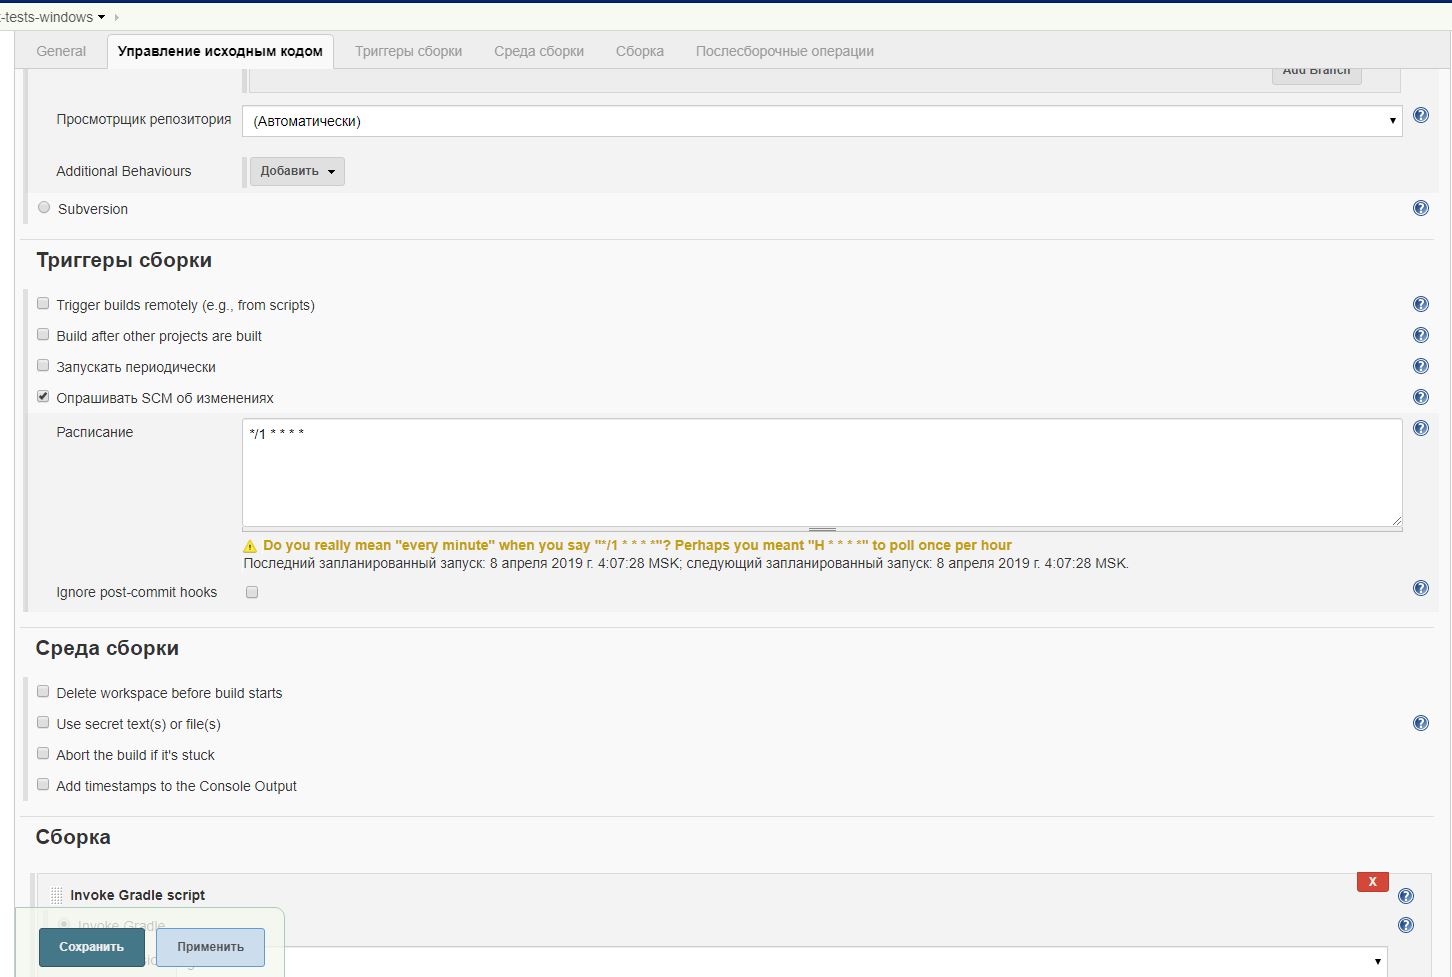 -tests-windows
General Управление исходным кодом Триггеры сборки Среда сборки Сборка Послесборочные операции
Add Branch
Просмотрщик репозитория (Автоматически)
Additional Behaviours Добавить
Subversion
Триггеры сборки
Trigger builds remotely (e.g., from scripts)
Build after other projects are built
Запускать периодически
Опрашивать SCM об изменениях
Расписание */1 * * * *
Do you really mean "every minute" when you say "*/1 * * * *"? Perhaps you meant "H * * * *" to poll once per hour
Последний запланированный запуск: 8 апреля 2019 г. 4:07:28 MSK; следующий запланированный запуск: 8 апреля 2019 г. 4:07:28 MSK.
Ignore post-commit hooks
Среда сборки
Delete workspace before build starts
Use secret text(s) or file(s)
Abort the build if it's stuck
Add timestamps to the Console Output
Сборка
Invoke Gradle script
X
Invoke Gradle
Сохранить Применить